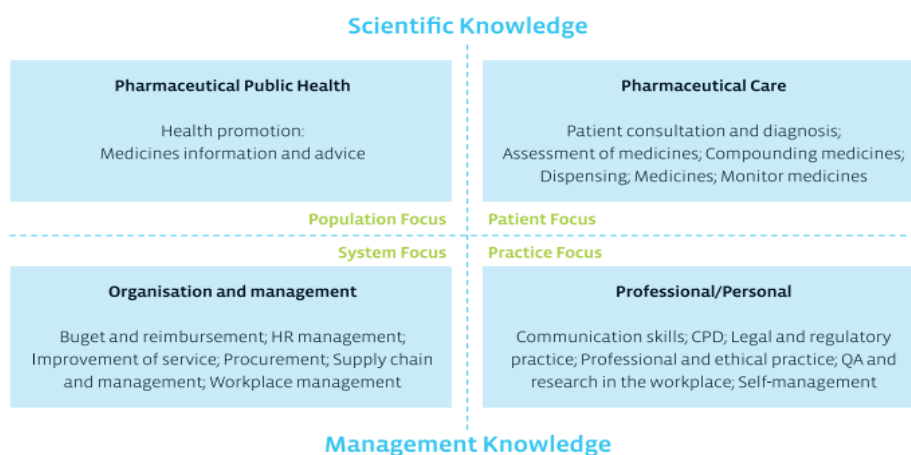 Scientific Knowledge
Pharmaceutical Public Health
Health promotion:
Medicines information and advice
Pharmaceutical Care
Patient consultation and diagnosis;
Assessment of medicines; Compounding medicines;
Dispensing; Medicines; Monitor medicines
Population Focus
Patient Focus
System Focus
Practice Focus
Organisation and management
Buget and reimbursement; HR management;
Improvement of service; Procurement; Supply chain
and management; Workplace management
Professional/Personal
Communication skills; CPD; Legal and regulatory
practice; Professional and ethical practice; QA and
research in the workplace; Self-management
Management Knowledge